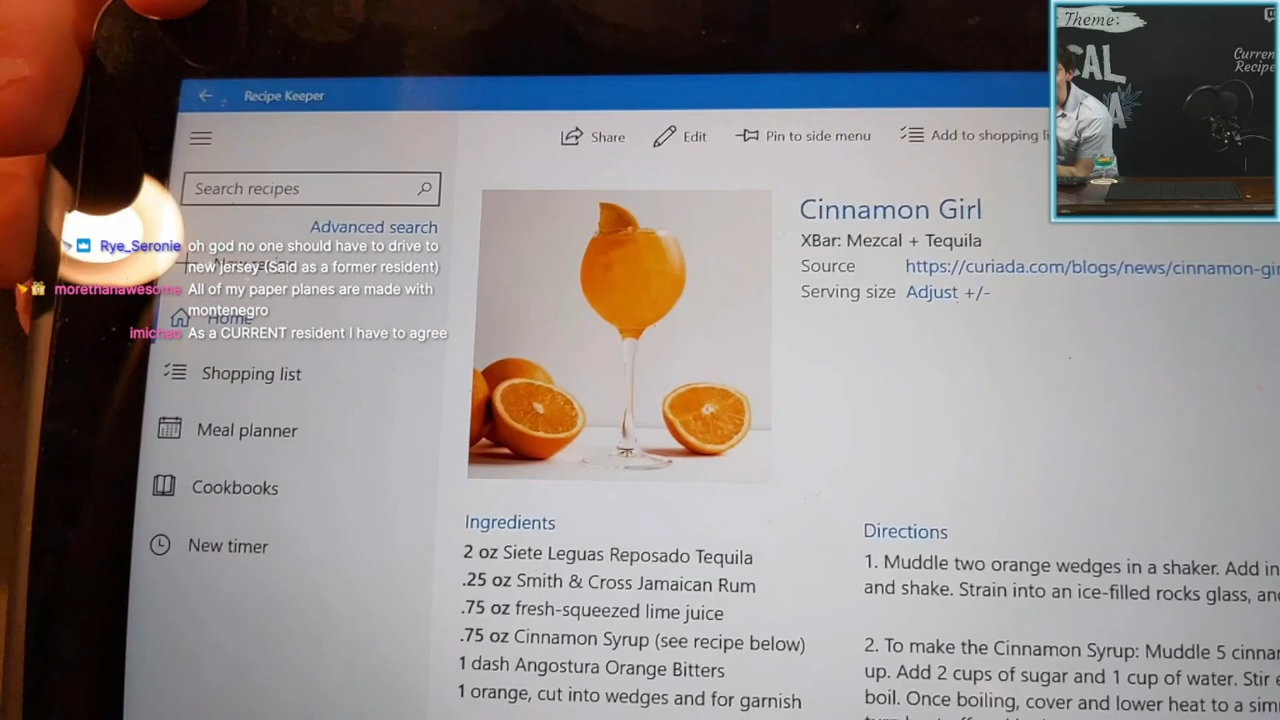 Recipe Keeper
Share
Edit
Pin to side menu
Add to shopping li
Search recipes
Advanced search
Rye_Seronie oh god no one should have to drive to
new jersey (Said as a former resident)
morethanawesome All of my paper planes are made with
montenegro
imichao As a CURRENT resident I have to agree
Home
Shopping list
Meal planner
Cookbooks
New timer
Cinnamon Girl
XBar: Mezcal + Tequila
Source https://curiada.com/blogs/news/cinnamon-gir
Serving size Adjust +/-
Ingredients
2 oz Siete Leguas Reposado Tequila
.25 oz Smith & Cross Jamaican Rum
.75 oz fresh-squeezed lime juice
.75 oz Cinnamon Syrup (see recipe below)
1 dash Angostura Orange Bitters
1 orange, cut into wedges and for garnish
Directions
1. Muddle two orange wedges in a shaker. Add in
and shake. Strain into an ice-filled rocks glass, an
2. To make the Cinnamon Syrup: Muddle 5 cinnar
up. Add 2 cups of sugar and 1 cup of water. Stir
boil. Once boiling, cover and lower heat to a sim
Theme:
CAL
A
Curren
Recipe